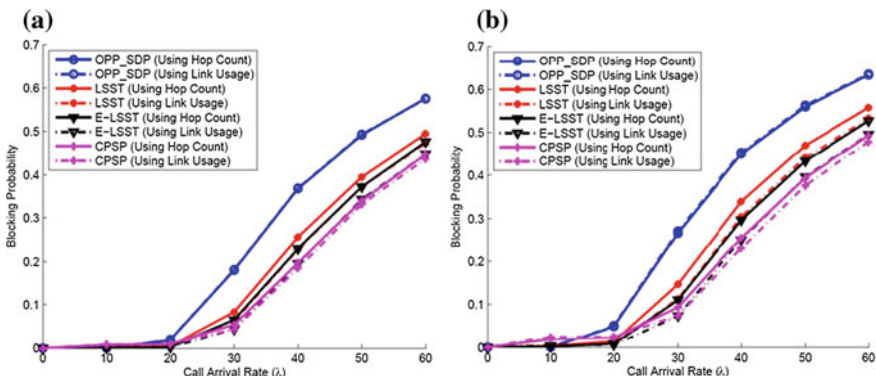 (a)
0.7
0.6
0.5
0.4
0.3
0.2
0.1
0
Blocking Probability
OPP_SDP (Using Hop Count)
OPP_SDP (Using Link Usage)
LSST (Using Hop Count)
LSST (Using Link Usage)
E-LSST (Using Hop Count)
E-LSST (Using Link Usage)
CPSP (Using Hop Count)
CPSP (Using Link Usage)
0 10 20 30 40 50 60
Call Arrival Rate (λ)
(b)
0.7
0.6
0.5
0.4
0.3
0.2
0.1
0
Blocking Probability
OPP_SDP (Using Hop Count)
OPP_SDP (Using Link Usage)
LSST (Using Hop Count)
LSST (Using Link Usage)
E-LSST (Using Hop Count)
E-LSST (Using Link Usage)
CPSP (Using Hop Count)
CPSP (Using Link Usage)
0 10 20 30 40 50 60
Call Arrival Rate (λ)